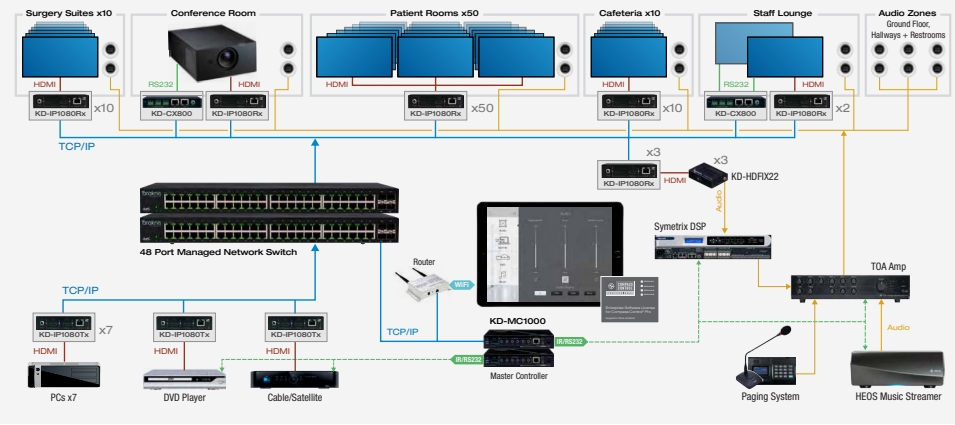 Surgery Suites x10
Conference Room
Patient Rooms x50
Cafeteria x10
Staff Lounge
Audio Zones
Ground Floor,
Hallways + Restrooms
HDMI
RS232
HDMI
HDMI
HDMI
RS232
HDMI
KD-IP1080Rx
x10
KD-CX800
KD-IP1080Rx
KD-IP1080Rx
x50
KD-IP1080Rx
x10
KD-CX800
KD-IP1080Rx
x2
TCP/IP
x3
KD-IP1080Rx
HDMI
x3
KD-HDFIX22
Audio
48 Port Managed Network Switch
Symetrix DSP
Router
WiFi
TOA Amp
TCP/IP
KD-IP1080Tx
x7
KD-IP1080Tx
KD-IP1080Tx
HDMI
HDMI
HDMI
TCP/IP
KD-MC1000
IR/RS232
IR/RS232
Master Controller
Audio
PCs x7
DVD Player
Cable/Satellite
Paging System
HEOS Music Streamer